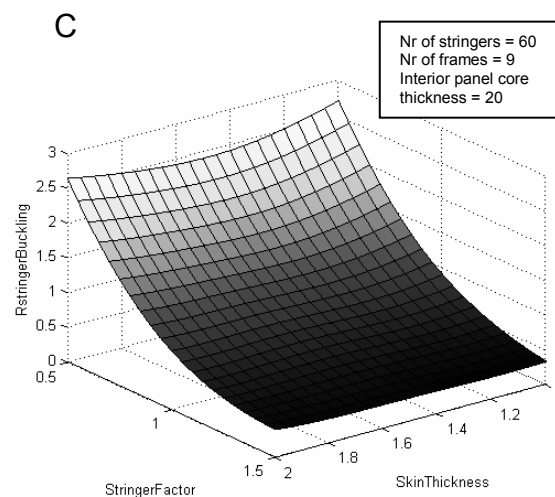 C
Nr of stringers = 60
Nr of frames = 9
Interior panel core
thickness = 20
3
2.5
2
1.5
1
0.5
0
RstringerBuckling
0.5
1
1.5
StringerFactor
2
1.8
1.6
1.4
1.2
SkinThickness